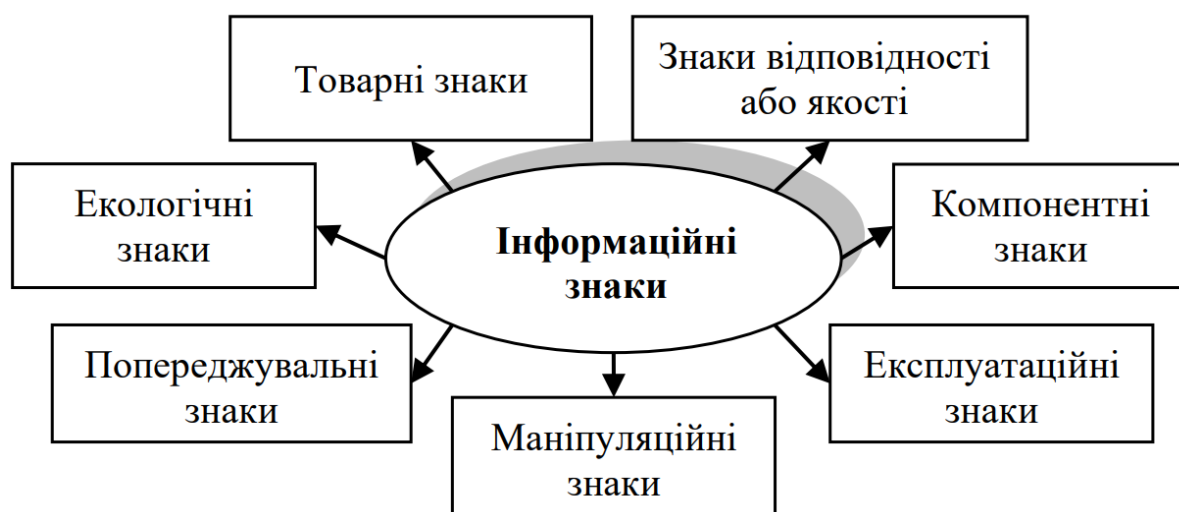 Товарні знаки
Знаки відповідності
або якості
Екологічні
знаки
Інформаційні
знаки
Компонентні
знаки
Попереджувальні
знаки
Маніпуляційні
знаки
Експлуатаційні
знаки